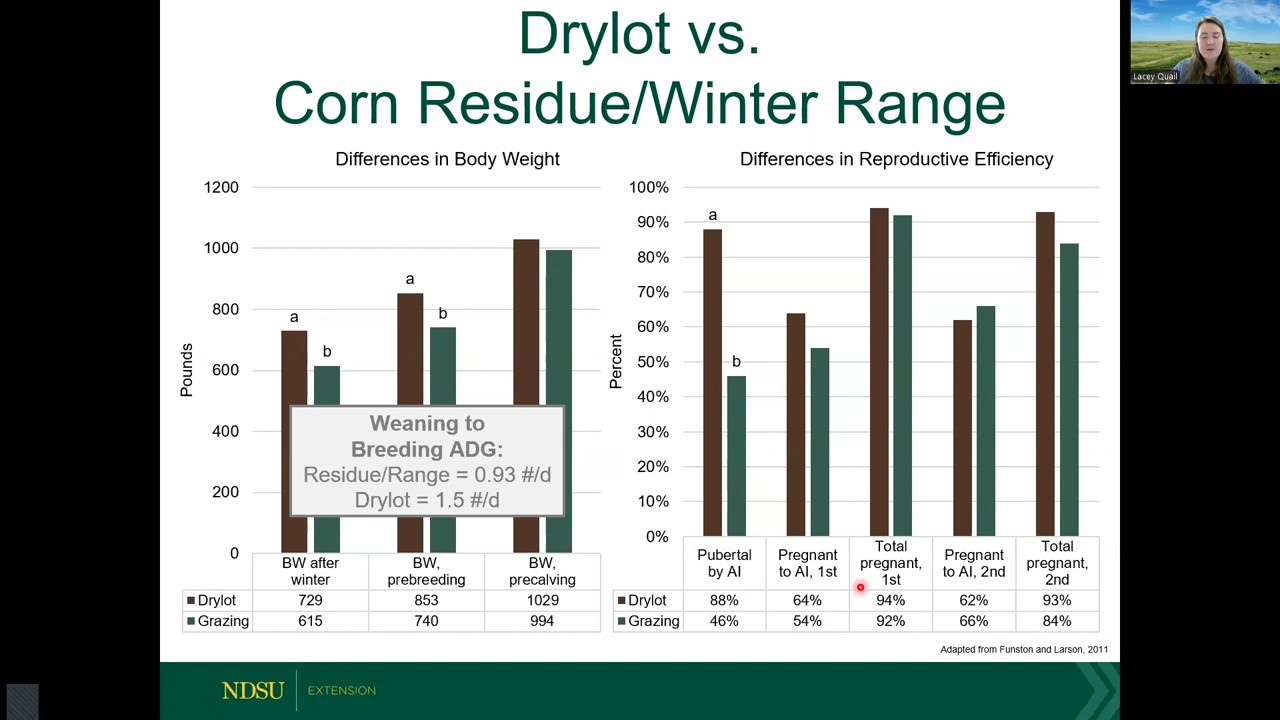 Drylot vs.
Corn Residue/Winter Range
Lacey Quail
Differences in Body Weight
1200
1000
800
600
400
200
0
Pounds
a
b
a
b
Weaning to
Breeding ADG:
Residue/Range = 0.93 #/d
Drylot = 1.5 #/d
BW after winter BW, prebreeding BW, precalving
Drylot 729 853 1029
Grazing 615 740 994
Differences in Reproductive Efficiency
100%
90%
80%
70%
60%
50%
40%
30%
20%
10%
0%
Percent
a
b
Pubertal by AI Pregnant to AI, 1st Total pregnant, 1st Pregnant to AI, 2nd Total pregnant, 2nd
Drylot 88% 64% 94% 62% 93%
Grazing 46% 54% 92% 66% 84%
Adapted from Funston and Larson, 2011
NDSU EXTENSION